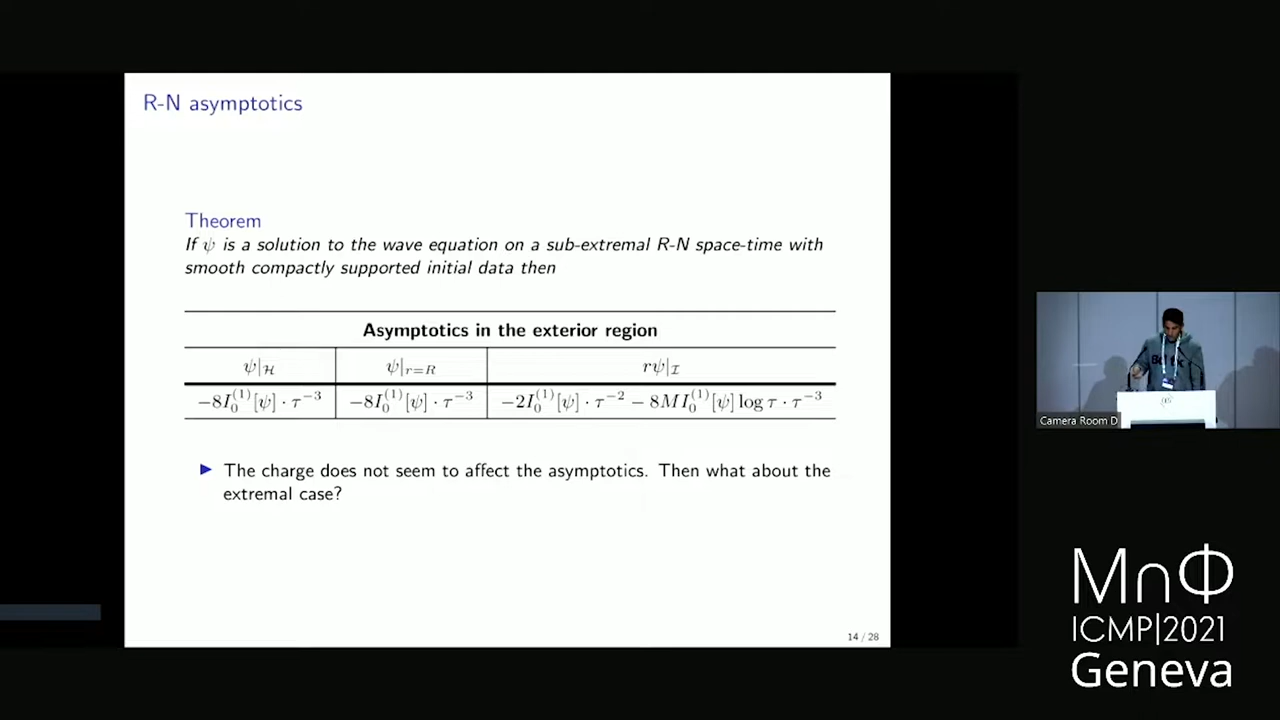 R-N asymptotics
Theorem
If ψ is a solution to the wave equation on a sub-extremal R-N space-time with
smooth compactly supported initial data then
Asymptotics in the exterior region
ψ|_ℋ ψ|_{r=R} rψ|_ℐ
−8I_0^{(1)}[ψ] · τ^{−3} −8I_0^{(1)}[ψ] · τ^{−3} −2I_0^{(1)}[ψ] · τ^{−2} − 8MI_0^{(1)}[ψ] log τ · τ^{−3}
▶ The charge does not seem to affect the asymptotics. Then what about the
extremal case?
14 / 28
Camera Room D
M∩Φ
ICMP|2021
Geneva